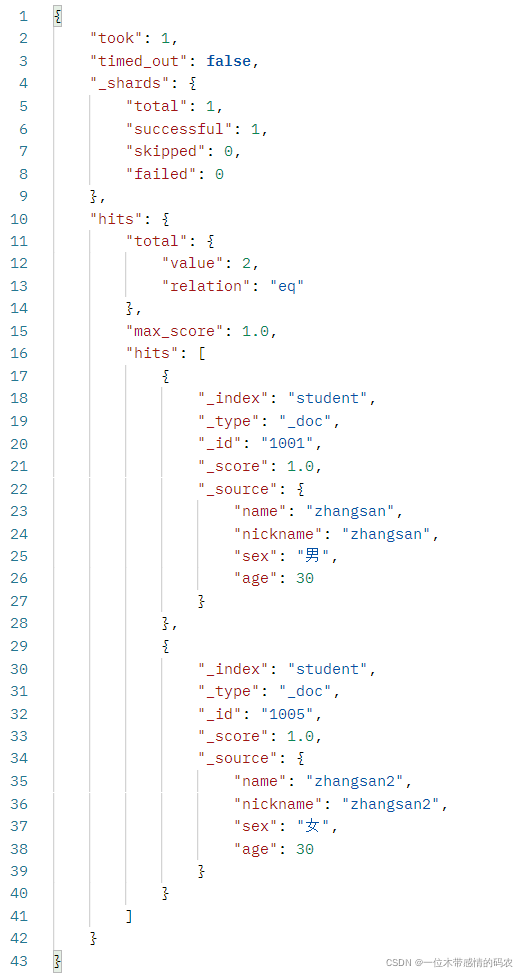 1 {
2     "took": 1,
3     "timed_out": false,
4     "_shards": {
5         "total": 1,
6         "successful": 1,
7         "skipped": 0,
8         "failed": 0
9     },
10     "hits": {
11         "total": {
12             "value": 2,
13             "relation": "eq"
14         },
15         "max_score": 1.0,
16         "hits": [
17             {
18                 "_index": "student",
19                 "_type": "_doc",
20                 "_id": "1001",
21                 "_score": 1.0,
22                 "_source": {
23                     "name": "zhangsan",
24                     "nickname": "zhangsan",
25                     "sex": "男",
26                     "age": 30
27                 }
28             },
29             {
30                 "_index": "student",
31                 "_type": "_doc",
32                 "_id": "1005",
33                 "_score": 1.0,
34                 "_source": {
35                     "name": "zhangsan2",
36                     "nickname": "zhangsan2",
37                     "sex": "女",
38                     "age": 30
39                 }
40             }
41         ]
42     }
43 }
CSDN @一位木带感情的码农